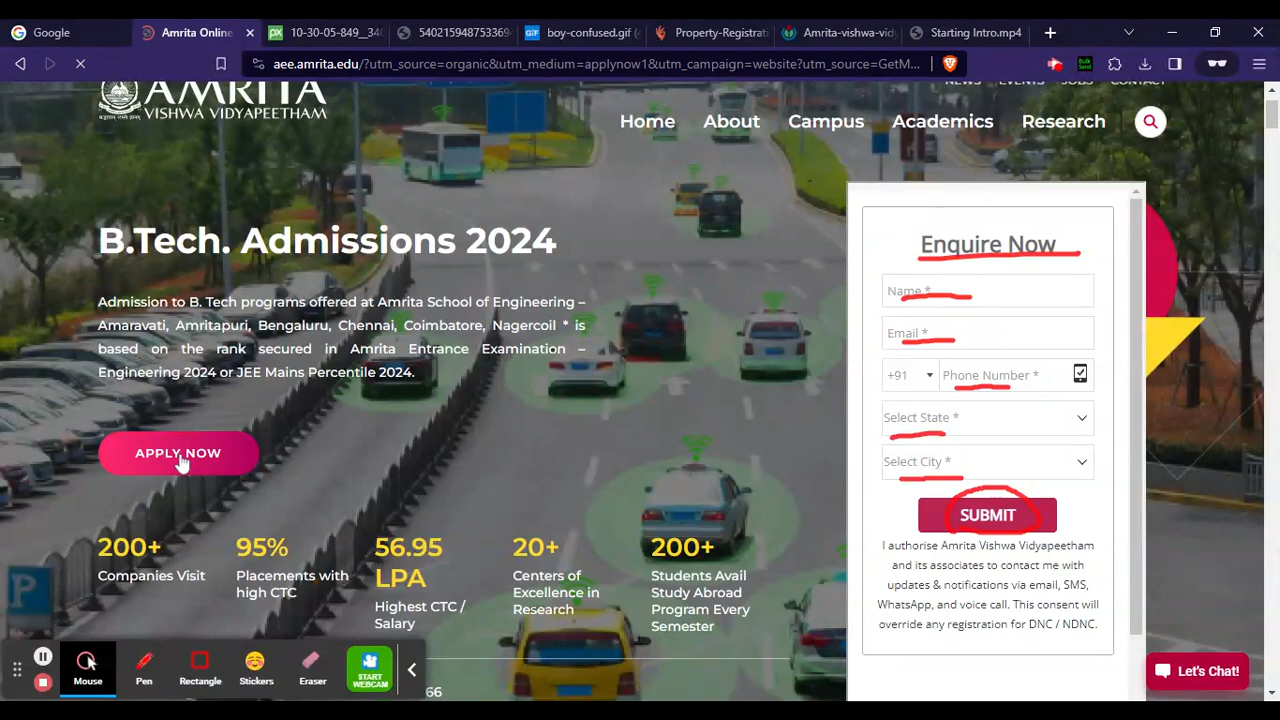 Google
Amrita Online
10-30-05-849__34(
540215948753369
GIF
boy-confused.gif (
Property-Registrati
Amrita-vishwa-vidy
Starting Intro.mp4
aee.amrita.edu/?utm_source=organic&utm_medium=applynow1&utm_campaign=website?utm_source=GetM...
AMRITA
VISHWA VIDYAPEETHAM
NEWS EVENTS JOBS CONTACT
Home About Campus Academics Research
B.Tech. Admissions 2024
Admission to B. Tech programs offered at Amrita School of Engineering –
Amaravati, Amritapuri, Bengaluru, Chennai, Coimbatore, Nagercoil * is
based on the rank secured in Amrita Entrance Examination –
Engineering 2024 or JEE Mains Percentile 2024.
APPLY NOW
200+
Companies Visit
95%
Placements with
high CTC
56.95
LPA
Highest CTC /
Salary
20+
Centers of
Excellence in
Research
200+
Students Avail
Study Abroad
Program Every
Semester
66
Enquire Now
Name *
Email *
+91 Phone Number *
Select State *
Select City *
SUBMIT
I authorise Amrita Vishwa Vidyapeetham
and its associates to contact me with
updates & notifications via email, SMS,
WhatsApp, and voice call. This consent will
override any registration for DNC / NDNC.
Let's Chat!
Mouse
Pen
Rectangle
Stickers
Eraser
START
WEBCAM